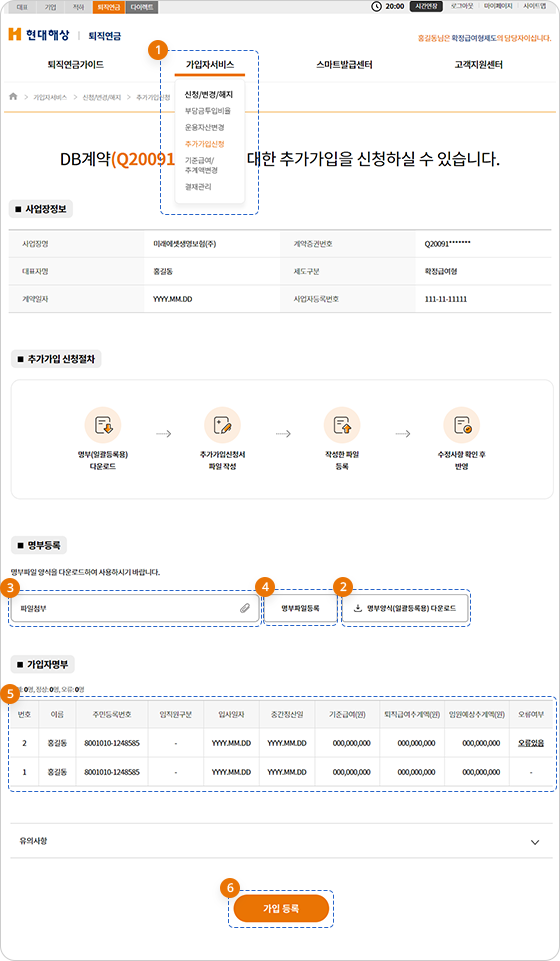 대표 기업 적하 퇴직연금 다이렉트
20:00 시간연장 로그아웃 마이페이지 사이트맵
현대해상 퇴직연금
홍길동님은 확정급여형제도의 담당자이십니다.
1
퇴직연금가이드 가입자서비스 스마트발급센터 고객지원센터
가입자서비스 > 신청/변경/해지 > 추가가입신청
신청/변경/해지
부담금투입비율
운용자산변경
추가가입신청
기준급여/
추계액변경
결재관리
DB계약(Q20091 대한 추가가입을 신청하실 수 있습니다.
■ 사업장정보
사업장명 미래에셋생명보험(주) 계약증권번호 Q20091*******
대표자명 홍길동 제도구분 확정급여형
계약일자 YYYY.MM.DD 사업자등록번호 111-11-11111
■ 추가가입 신청절차
명부(일괄등록용)
다운로드
추가가입신청서
파일 작성
작성한 파일
등록
수정사항 확인 후
반영
■ 명부등록
명부파일 양식을 다운로드하여 사용하시기 바랍니다.
3 4 2
파일첨부 명부파일등록 명부양식(일괄등록용) 다운로드
■ 가입자명부
0명, 정상: 0명, 오류: 0명
5
번호 이름 주민등록번호 임직원구분 입사일자 중간정산일 기준급여(원) 퇴직급여추계액(원) 임원예상추계액(원) 오류여부
2 홍길동 8001010-1248585 - YYYY.MM.DD YYYY.MM.DD 000,000,000 000,000,000 000,000,000 오류있음
1 홍길동 8001010-1248585 - YYYY.MM.DD YYYY.MM.DD 000,000,000 000,000,000 000,000,000 -
유의사항
6
가입 등록